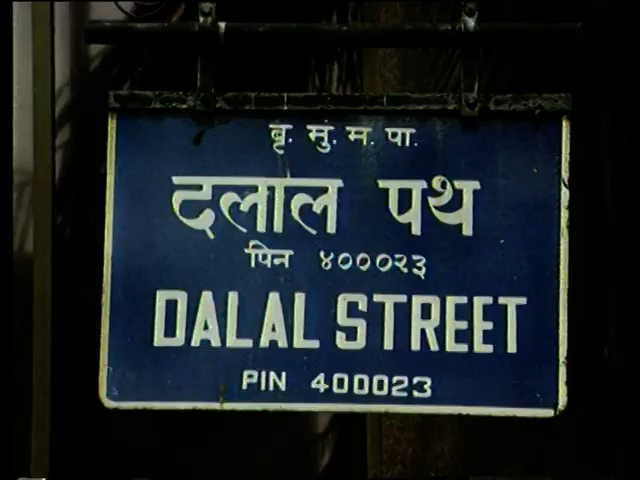 बृ. मुं. म. पा.
दलाल पथ
पिन ४०००२३
DALAL STREET
PIN 400023